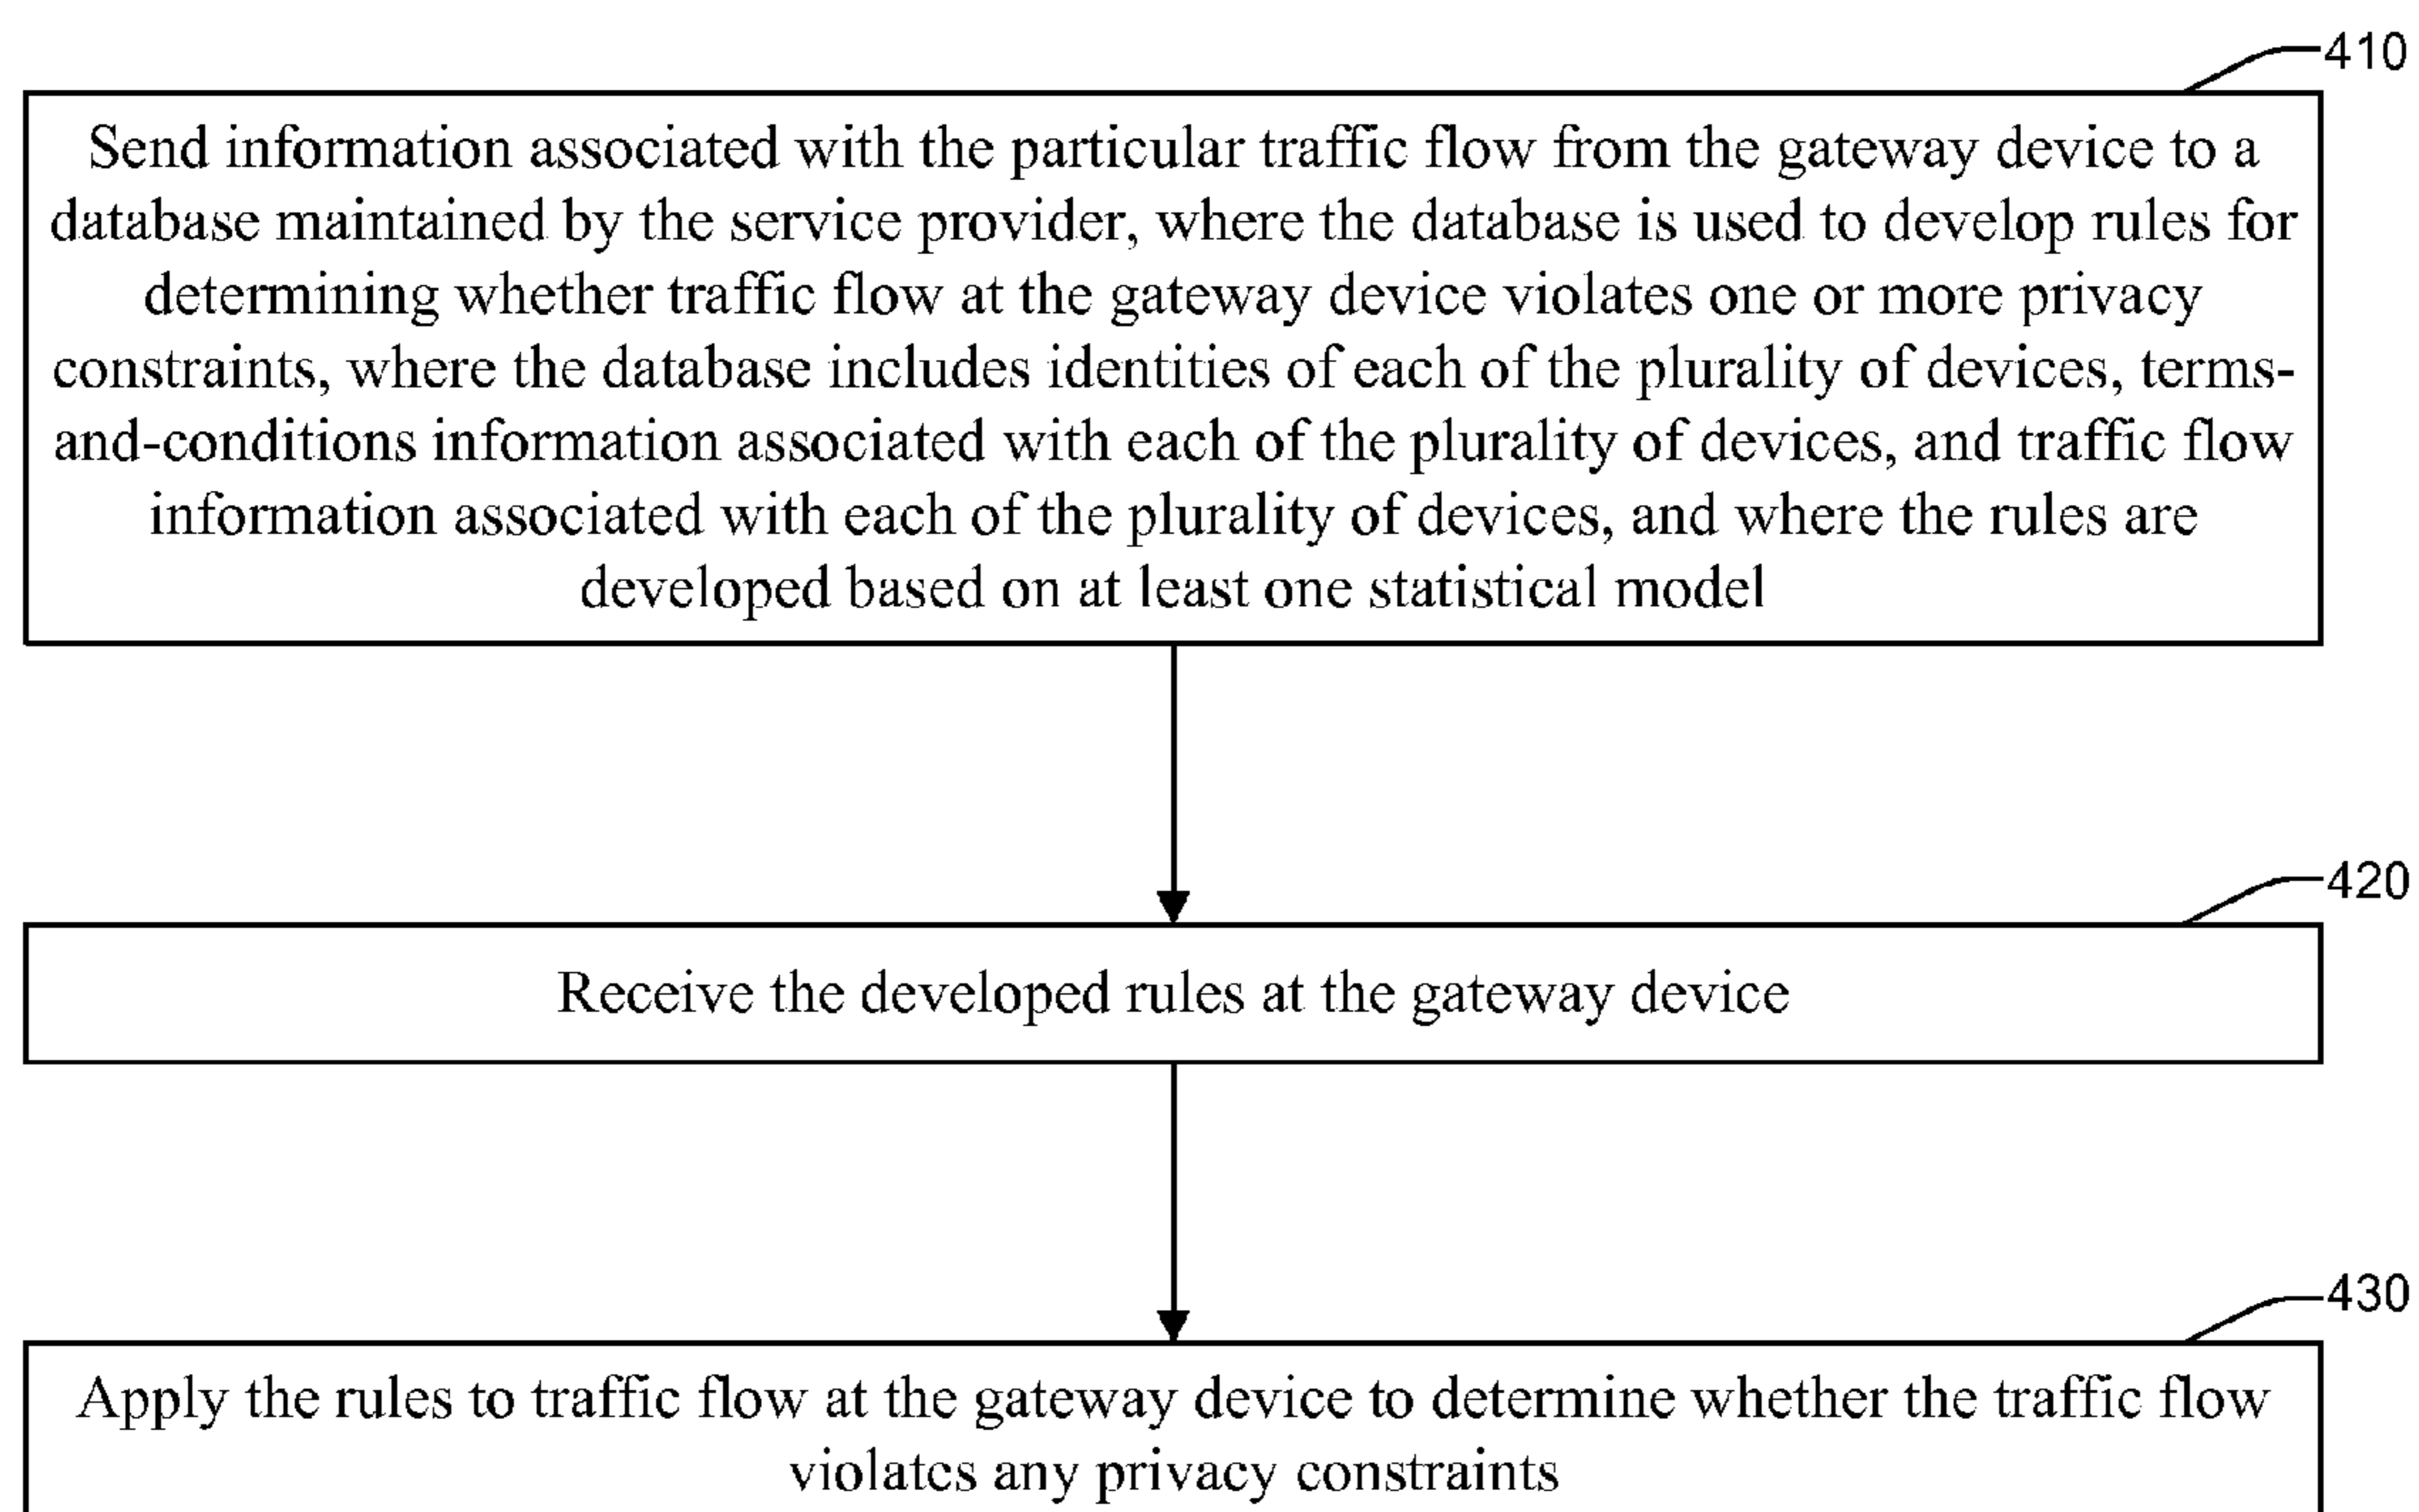 410
Send information associated with the particular traffic flow from the gateway device to a
database maintained by the service provider, where the database is used to develop rules for
determining whether traffic flow at the gateway device violates one or more privacy
constraints, where the database includes identities of each of the plurality of devices, terms-
and-conditions information associated with each of the plurality of devices, and traffic flow
information associated with each of the plurality of devices, and where the rules are
developed based on at least one statistical model
420
Receive the developed rules at the gateway device
430
Apply the rules to traffic flow at the gateway device to determine whether the traffic flow
violates any privacy constraints